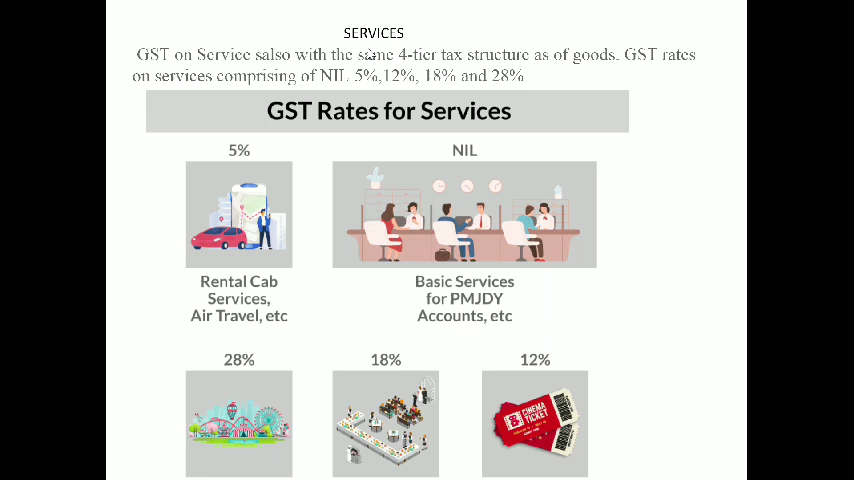 SERVICES
GST on Service salso with the same 4-tier tax structure as of goods. GST rates
on services comprising of NIL 5%,12%, 18% and 28%
GST Rates for Services
5%
NIL
Rental Cab
Services,
Air Travel, etc
Basic Services
for PMJDY
Accounts, etc
28%
18%
12%
CINEMA
TICKET